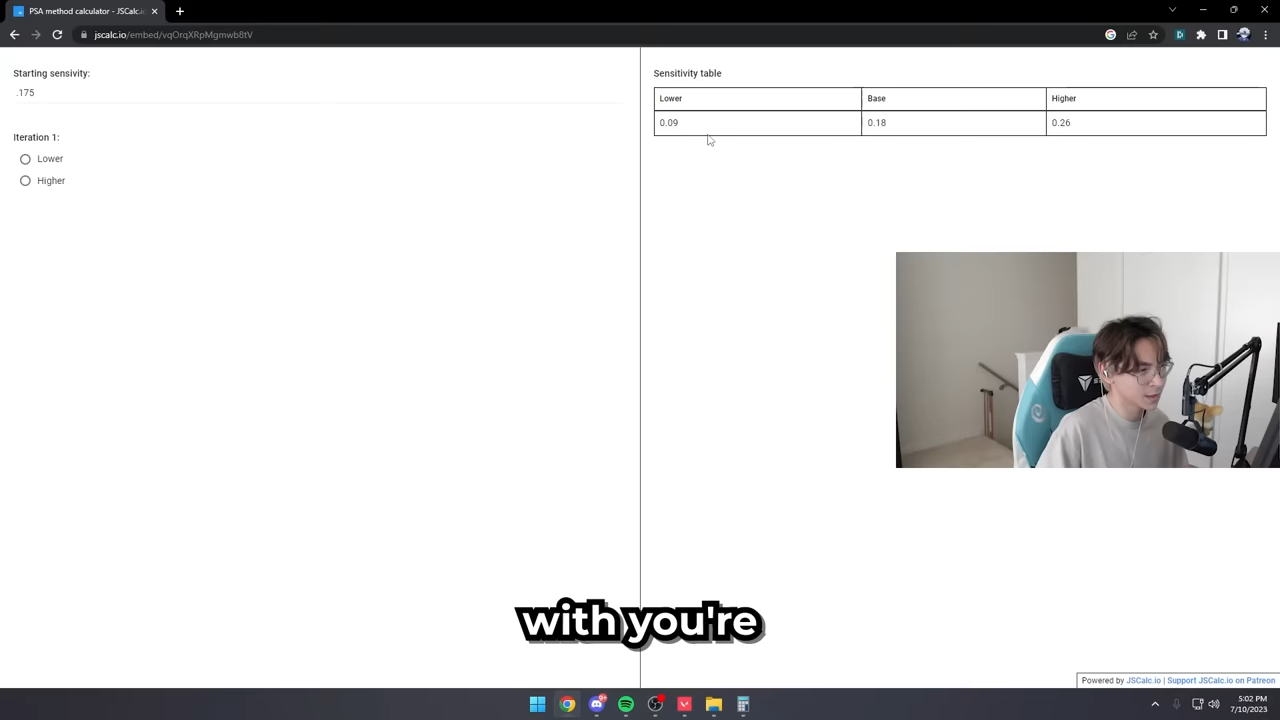 PSA method calculator - JSCalc.io
jscalc.io/embed/vqOrqXRpMgmwb8tV
Starting sensivity:
.175
Iteration 1:
Lower
Higher
Sensitivity table
Lower Base Higher
0.09 0.18 0.26
with you're
Powered by JSCalc.io | Support JSCalc.io on Patreon
5:02 PM
7/10/2023